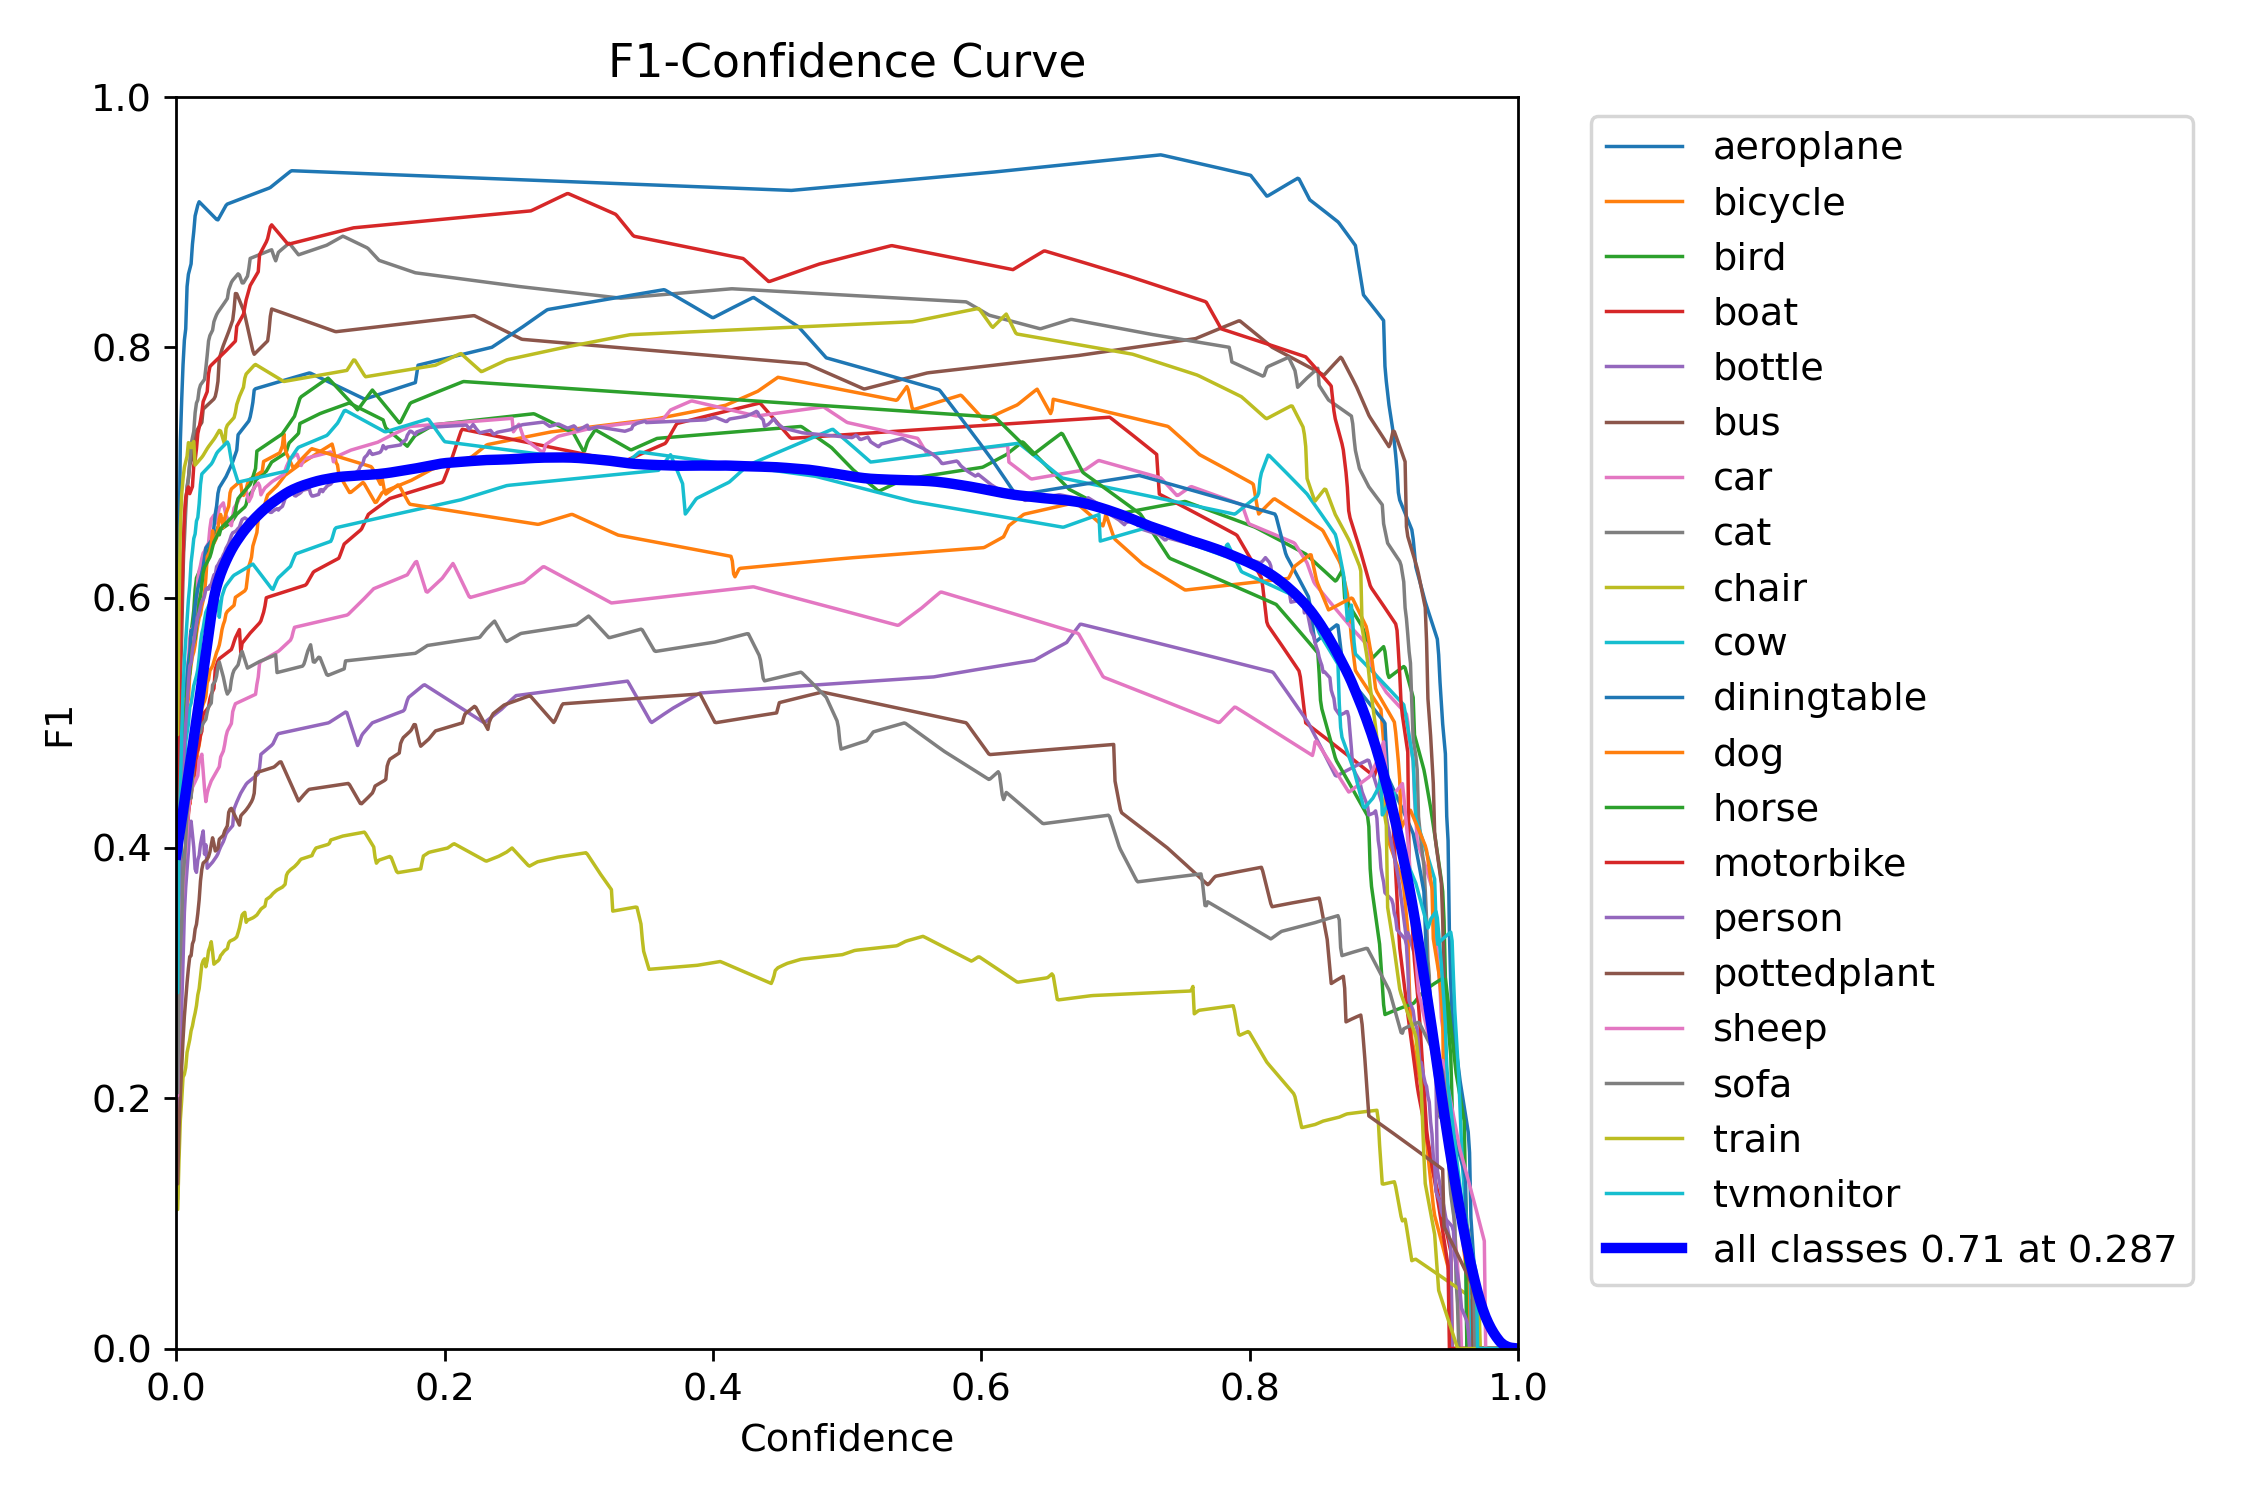 F1-Confidence Curve
1.0
0.8
0.6
0.4
0.2
0.0
F1
0.0 0.2 0.4 0.6 0.8 1.0
Confidence
aeroplane
bicycle
bird
boat
bottle
bus
car
cat
chair
cow
diningtable
dog
horse
motorbike
person
pottedplant
sheep
sofa
train
tvmonitor
all classes 0.71 at 0.287